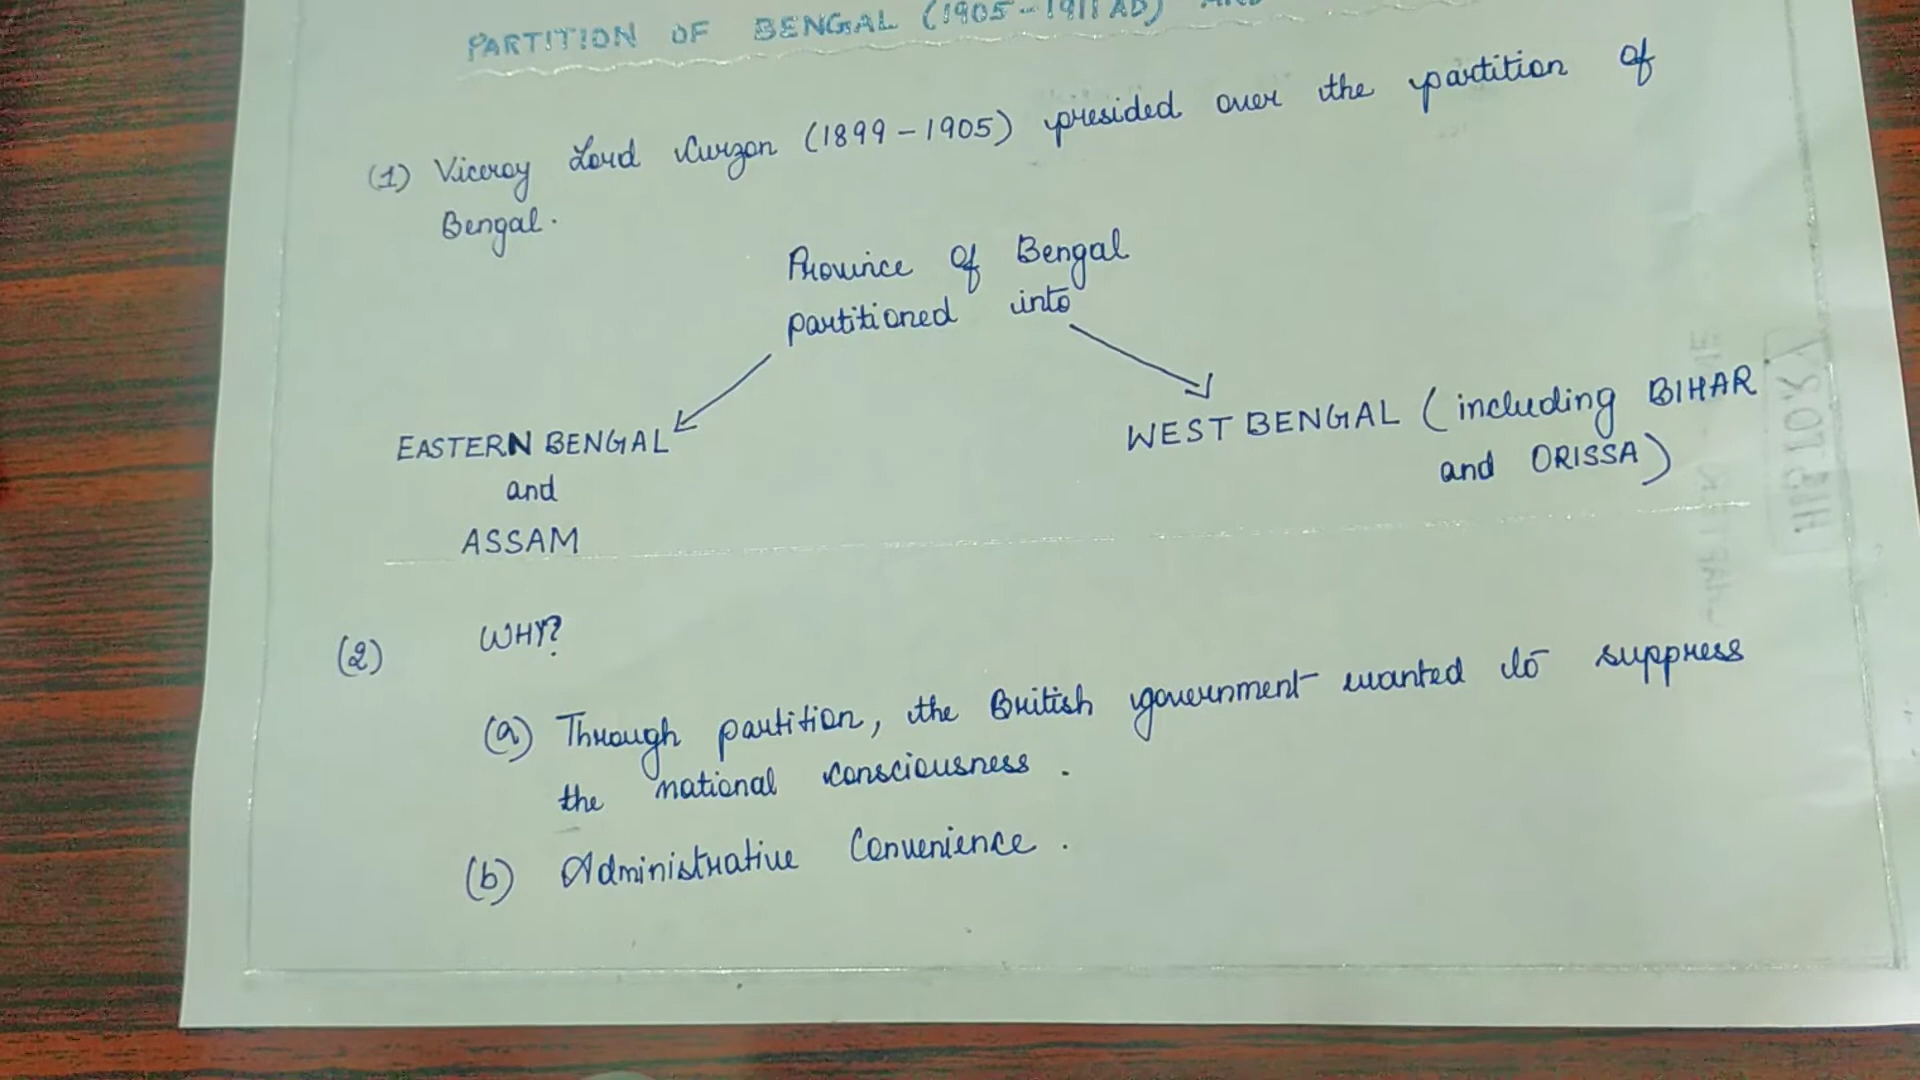 PARTITION OF BENGAL (1905-1911 AD)
(1) Viceroy Lord Curzon (1899-1905) presided over the partition of
Bengal.
Province of Bengal
partitioned into
EASTERN BENGAL
and
ASSAM
WEST BENGAL (including BIHAR
and ORISSA)
(2) WHY?
(a) Through partition, the British government wanted to suppress
the national consciousness.
(b) Administrative Convenience.
HISTORY